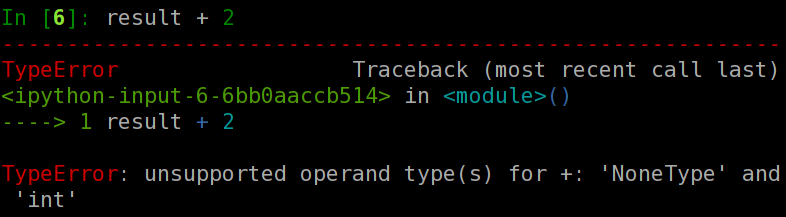 In [6]: result + 2
---------------------------------------------------------------------------
TypeError                 Traceback (most recent call last)
<ipython-input-6-6bb0aaccb514> in <module>()
----> 1 result + 2

TypeError: unsupported operand type(s) for +: 'NoneType' and
 'int'